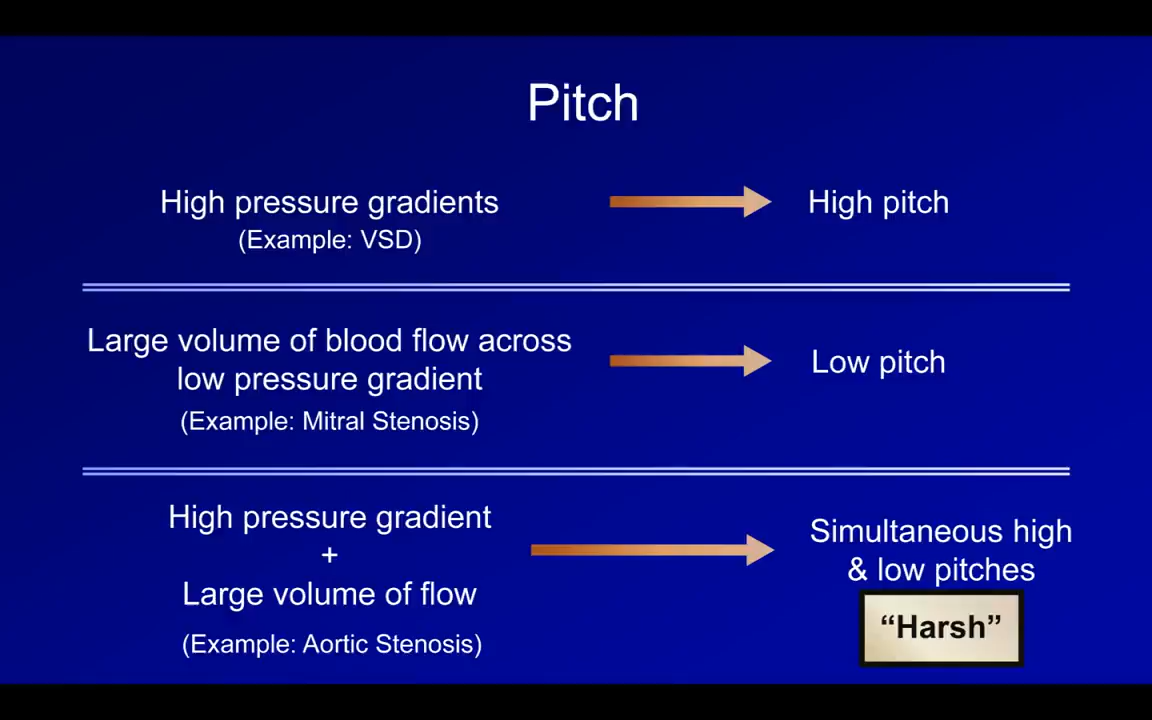 Pitch
High pressure gradients
High pitch
(Example: VSD)
Large volume of blood flow across
low pressure gradient
Low pitch
(Example: Mitral Stenosis)
High pressure gradient
+
Large volume of flow
(Example: Aortic Stenosis)
Simultaneous high
& low pitches
“Harsh”